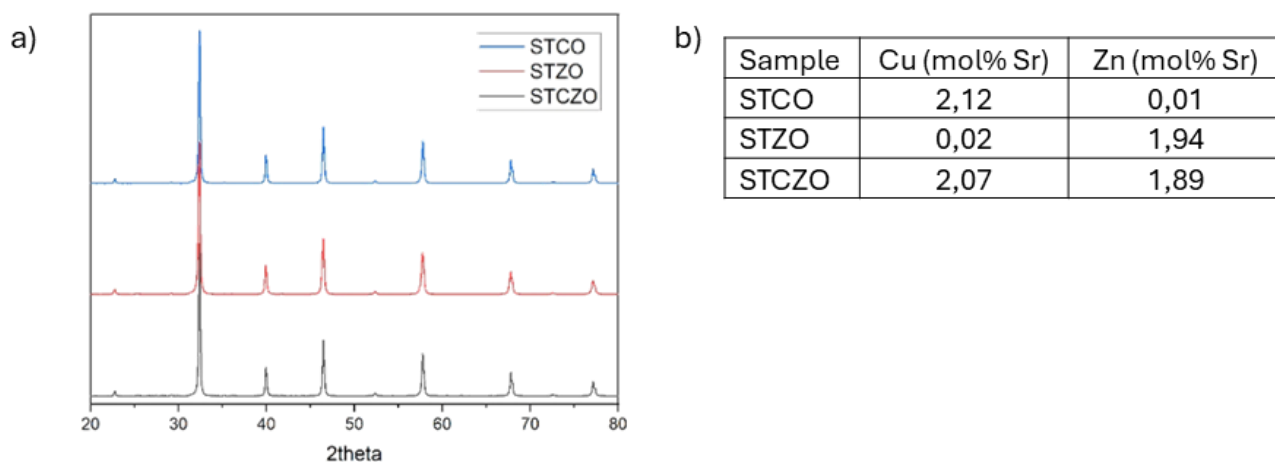 a)
STCO
STZO
STCZO
20 30 40 50 60 70 80
2theta
b)
Sample Cu (mol% Sr) Zn (mol% Sr)
STCO 2,12 0,01
STZO 0,02 1,94
STCZO 2,07 1,89